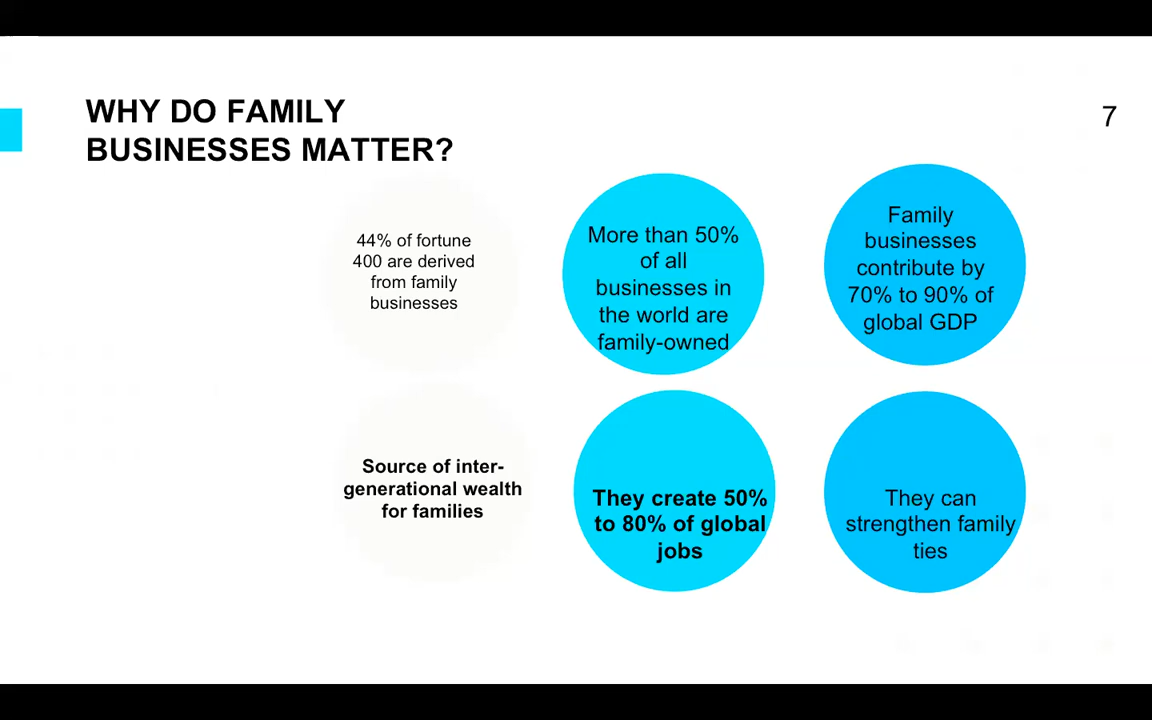 WHY DO FAMILY
BUSINESSES MATTER?
7
44% of fortune
400 are derived
from family
businesses
More than 50%
of all
businesses in
the world are
family-owned
Family
businesses
contribute by
70% to 90% of
global GDP
Source of inter-
generational wealth
for families
They create 50%
to 80% of global
jobs
They can
strengthen family
ties